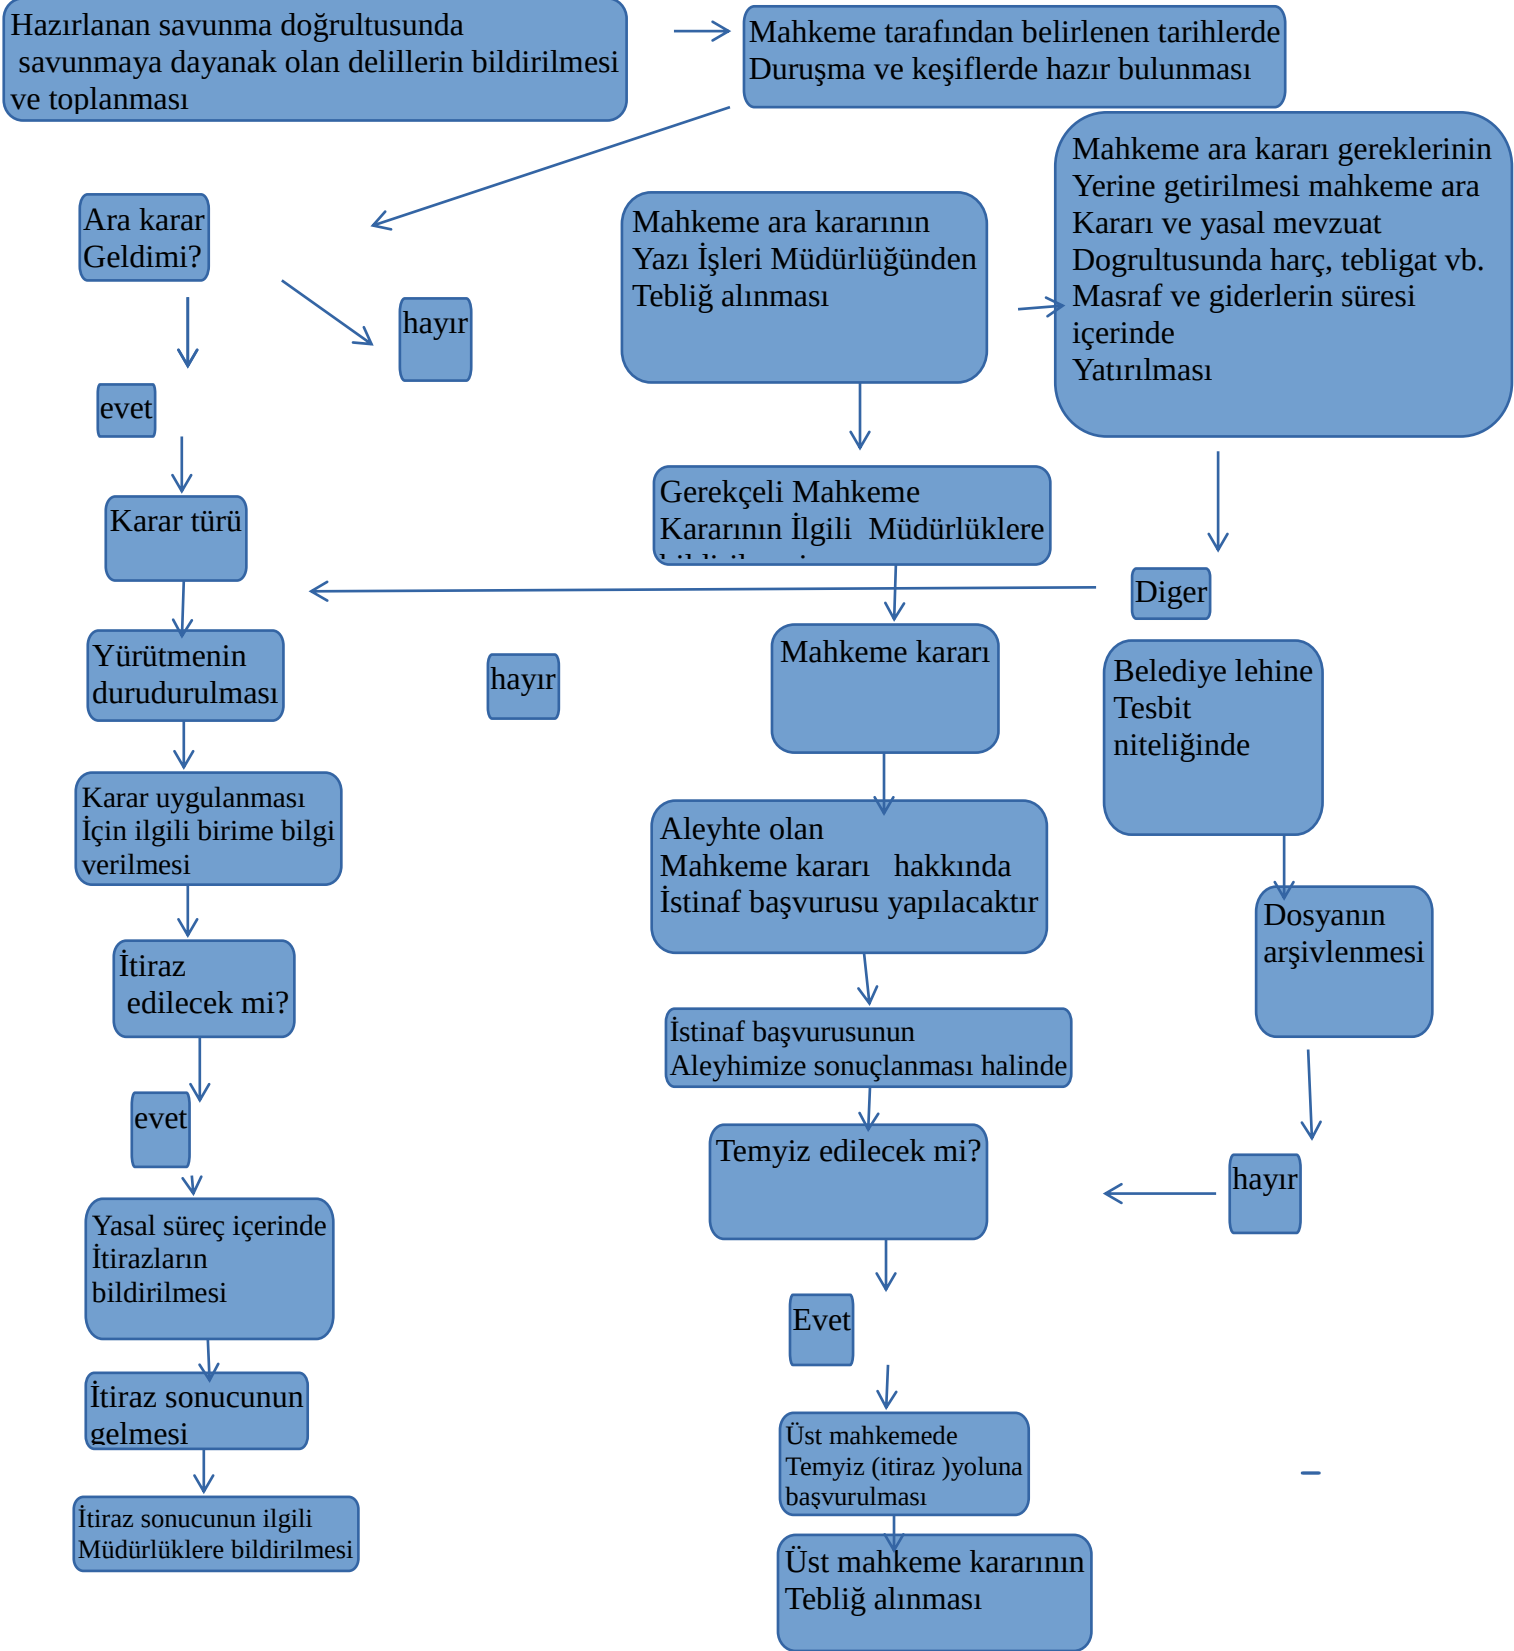 Hazırlanan savunma doğrultusunda
savunmaya dayanak olan delillerin bildirilmesi
ve toplanması
Mahkeme tarafından belirlenen tarihlerde
Duruşma ve keşiflerde hazır bulunması
Ara karar
Geldimi?
hayır
Mahkeme ara kararının
Yazı İşleri Müdürlüğünden
Tebliğ alınması
Mahkeme ara kararı gereklerinin
Yerine getirilmesi mahkeme ara
Kararı ve yasal mevzuat
Dogrultusunda harç, tebligat vb.
Masraf ve giderlerin süresi
içerinde
Yatırılması
evet
Karar türü
Gerekçeli Mahkeme
Kararının İlgili  Müdürlüklere
Diger
Yürütmenin
durudurulması
hayır
Mahkeme kararı
Belediye lehine
Tesbit
niteliğinde
Karar uygulanması
İçin ilgili birime bilgi
verilmesi
Aleyhte olan
Mahkeme kararı   hakkında
İstinaf başvurusu yapılacaktır
Dosyanın
arşivlenmesi
İtiraz
edilecek mi?
İstinaf başvurusunun
Aleyhimize sonuçlanması halinde
evet
Temyiz edilecek mi?
hayır
Yasal süreç içerinde
İtirazların
bildirilmesi
Evet
İtiraz sonucunun
gelmesi
Üst mahkemede
Temyiz (itiraz )yoluna
başvurulması
İtiraz sonucunun ilgili
Müdürlüklere bildirilmesi
Üst mahkeme kararının
Tebliğ alınması